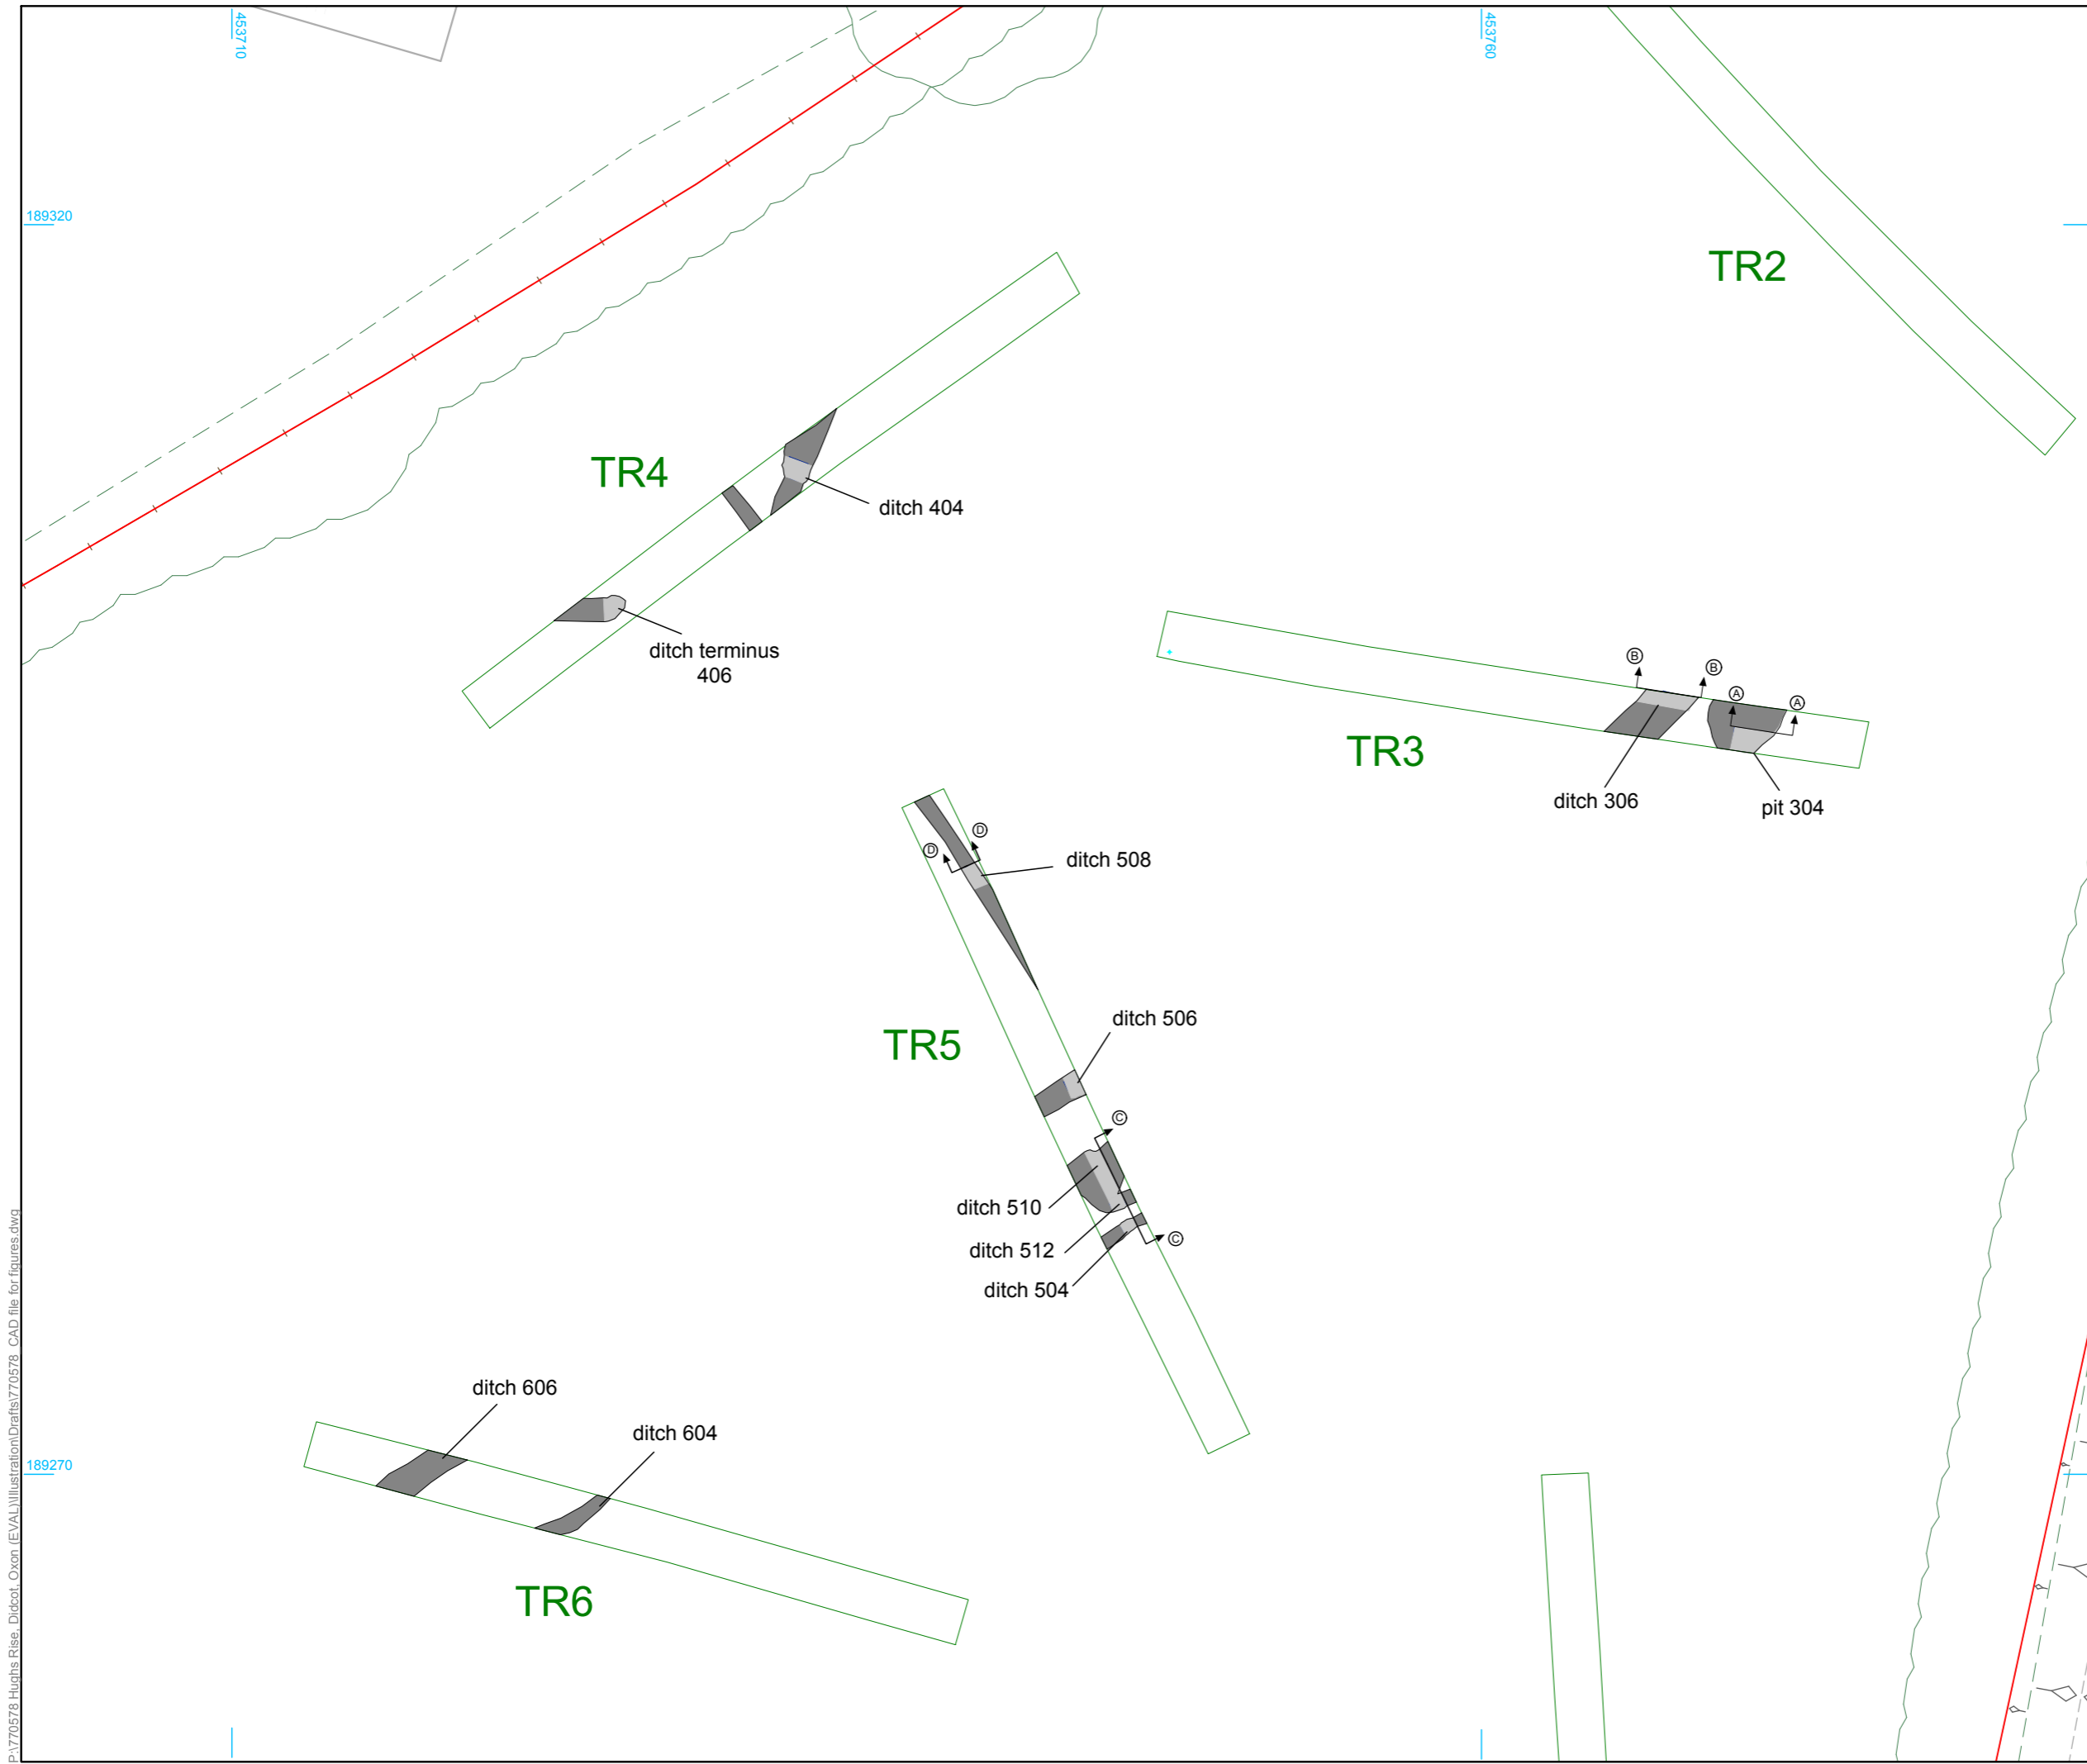 453710
453760
189320
TR2
TR4
ditch 404
ditch terminus
406
B
B
A
A
TR3
ditch 306
pit 304
D
D
ditch 508
TR5
ditch 506
C
ditch 510
ditch 512
C
ditch 504
ditch 606
ditch 604
189270
TR6
P:\770578 Hughs Rise, Didcot, Oxon (EVAL)\Illustration\Drafts\770578_CAD file for figures.dwg